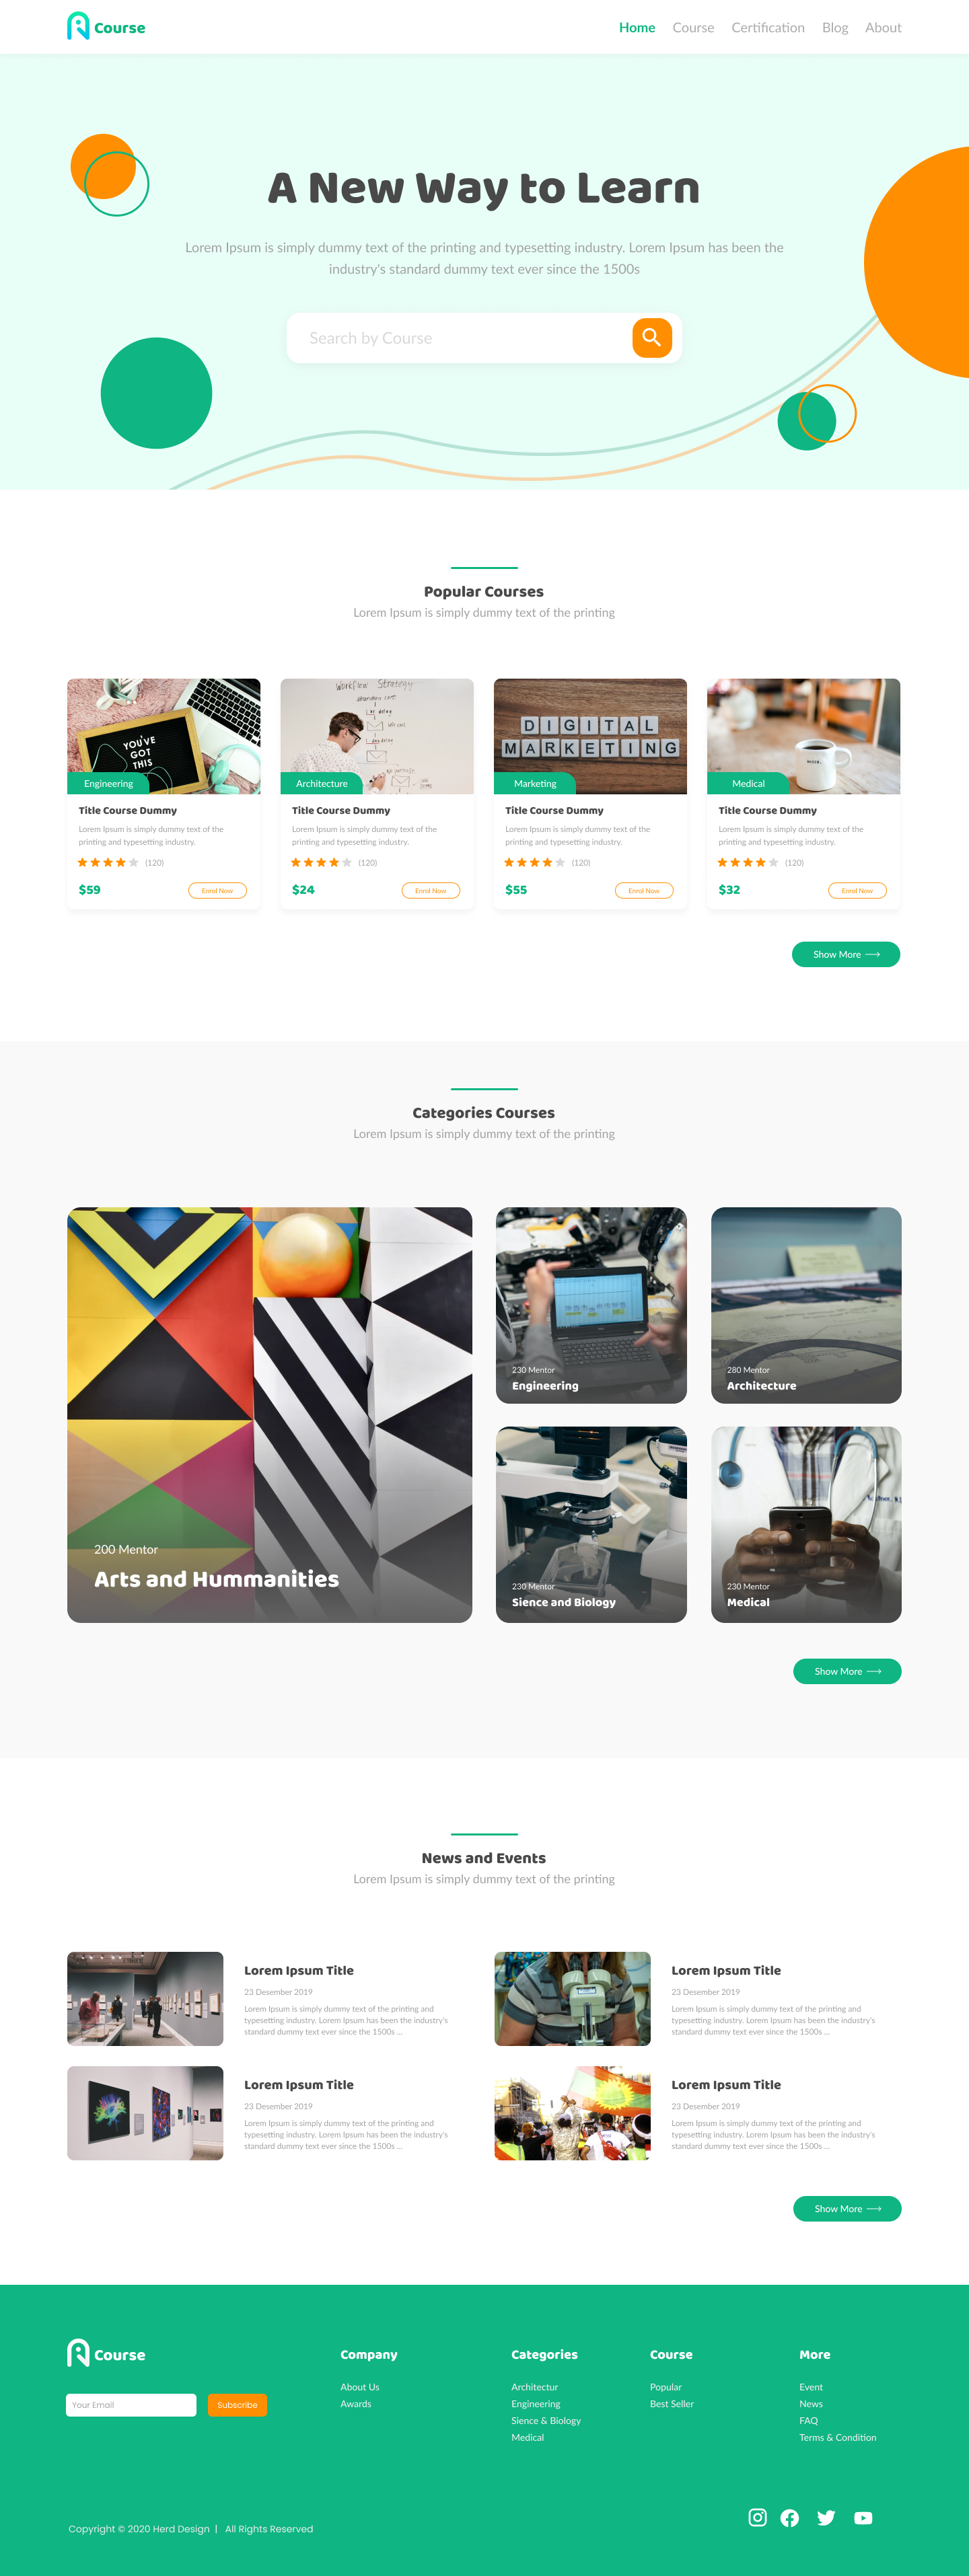 Course
Home Course Certification Blog About
A New Way to Learn
Lorem Ipsum is simply dummy text of the printing and typesetting industry. Lorem Ipsum has been the
industry's standard dummy text ever since the 1500s
Search by Course
Popular Courses
Lorem Ipsum is simply dummy text of the printing
YOU'VE
GOT
THIS
Engineering
Title Course Dummy
Lorem Ipsum is simply dummy text of the
printing and typesetting industry.
(120)
$59
Enrol Now
Workflow Strategy
Architecture
Title Course Dummy
Lorem Ipsum is simply dummy text of the
printing and typesetting industry.
(120)
$24
Enrol Now
DIGITAL
MARKETING
Marketing
Title Course Dummy
Lorem Ipsum is simply dummy text of the
printing and typesetting industry.
(120)
$55
Enrol Now
Medical
Title Course Dummy
Lorem Ipsum is simply dummy text of the
printing and typesetting industry.
(120)
$32
Enrol Now
Show More
Categories Courses
Lorem Ipsum is simply dummy text of the printing
200 Mentor
Arts and Hummanities
230 Mentor
Engineering
280 Mentor
Architecture
230 Mentor
Sience and Biology
230 Mentor
Medical
Show More
News and Events
Lorem Ipsum is simply dummy text of the printing
Lorem Ipsum Title
23 Desember 2019
Lorem Ipsum is simply dummy text of the printing and
typesetting industry. Lorem Ipsum has been the industry's
standard dummy text ever since the 1500s ...
Lorem Ipsum Title
23 Desember 2019
Lorem Ipsum is simply dummy text of the printing and
typesetting industry. Lorem Ipsum has been the industry's
standard dummy text ever since the 1500s ...
Lorem Ipsum Title
23 Desember 2019
Lorem Ipsum is simply dummy text of the printing and
typesetting industry. Lorem Ipsum has been the industry's
standard dummy text ever since the 1500s ...
Lorem Ipsum Title
23 Desember 2019
Lorem Ipsum is simply dummy text of the printing and
typesetting industry. Lorem Ipsum has been the industry's
standard dummy text ever since the 1500s ...
Show More
Course
Your Email
Subscribe
Company
About Us
Awards
Categories
Architectur
Engineering
Sience & Biology
Medical
Course
Popular
Best Seller
More
Event
News
FAQ
Terms & Condition
Copyright © 2020 Herd Design | All Rights Reserved